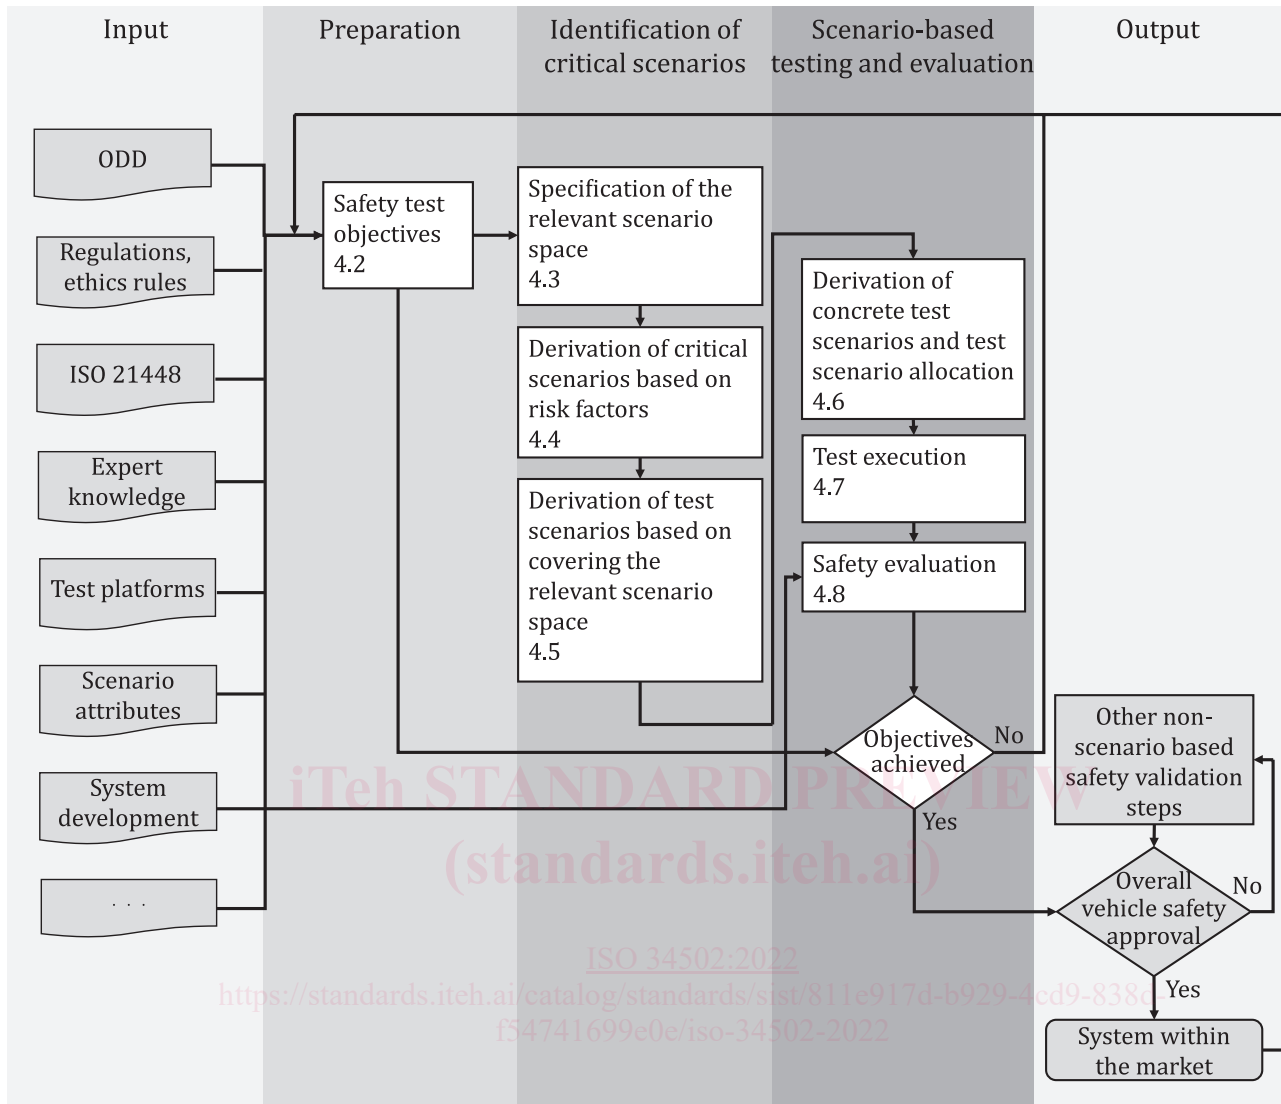 Input
Preparation
Identification of
critical scenarios
Scenario-based
testing and evaluation
Output
ODD
Regulations,
ethics rules
ISO 21448
Expert
knowledge
Test platforms
Scenario
attributes
System
development
. . .
Safety test
objectives
4.2
Specification of the
relevant scenario
space
4.3
Derivation of critical
scenarios based on
risk factors
4.4
Derivation of test
scenarios based on
covering the
relevant scenario
space
4.5
Derivation of
concrete test
scenarios and test
scenario allocation
4.6
Test execution
4.7
Safety evaluation
4.8
Objectives
achieved
No
Yes
Other non-
scenario based
safety validation
steps
Overall
vehicle safety
approval
No
Yes
System within
the market
iTeh STANDARD PREVIEW
(standards.iteh.ai)
ISO 34502:2022
https://standards.iteh.ai/catalog/standards/sist/811e917d-b929-4cd9-838d-
f54741699e0e/iso-34502-2022